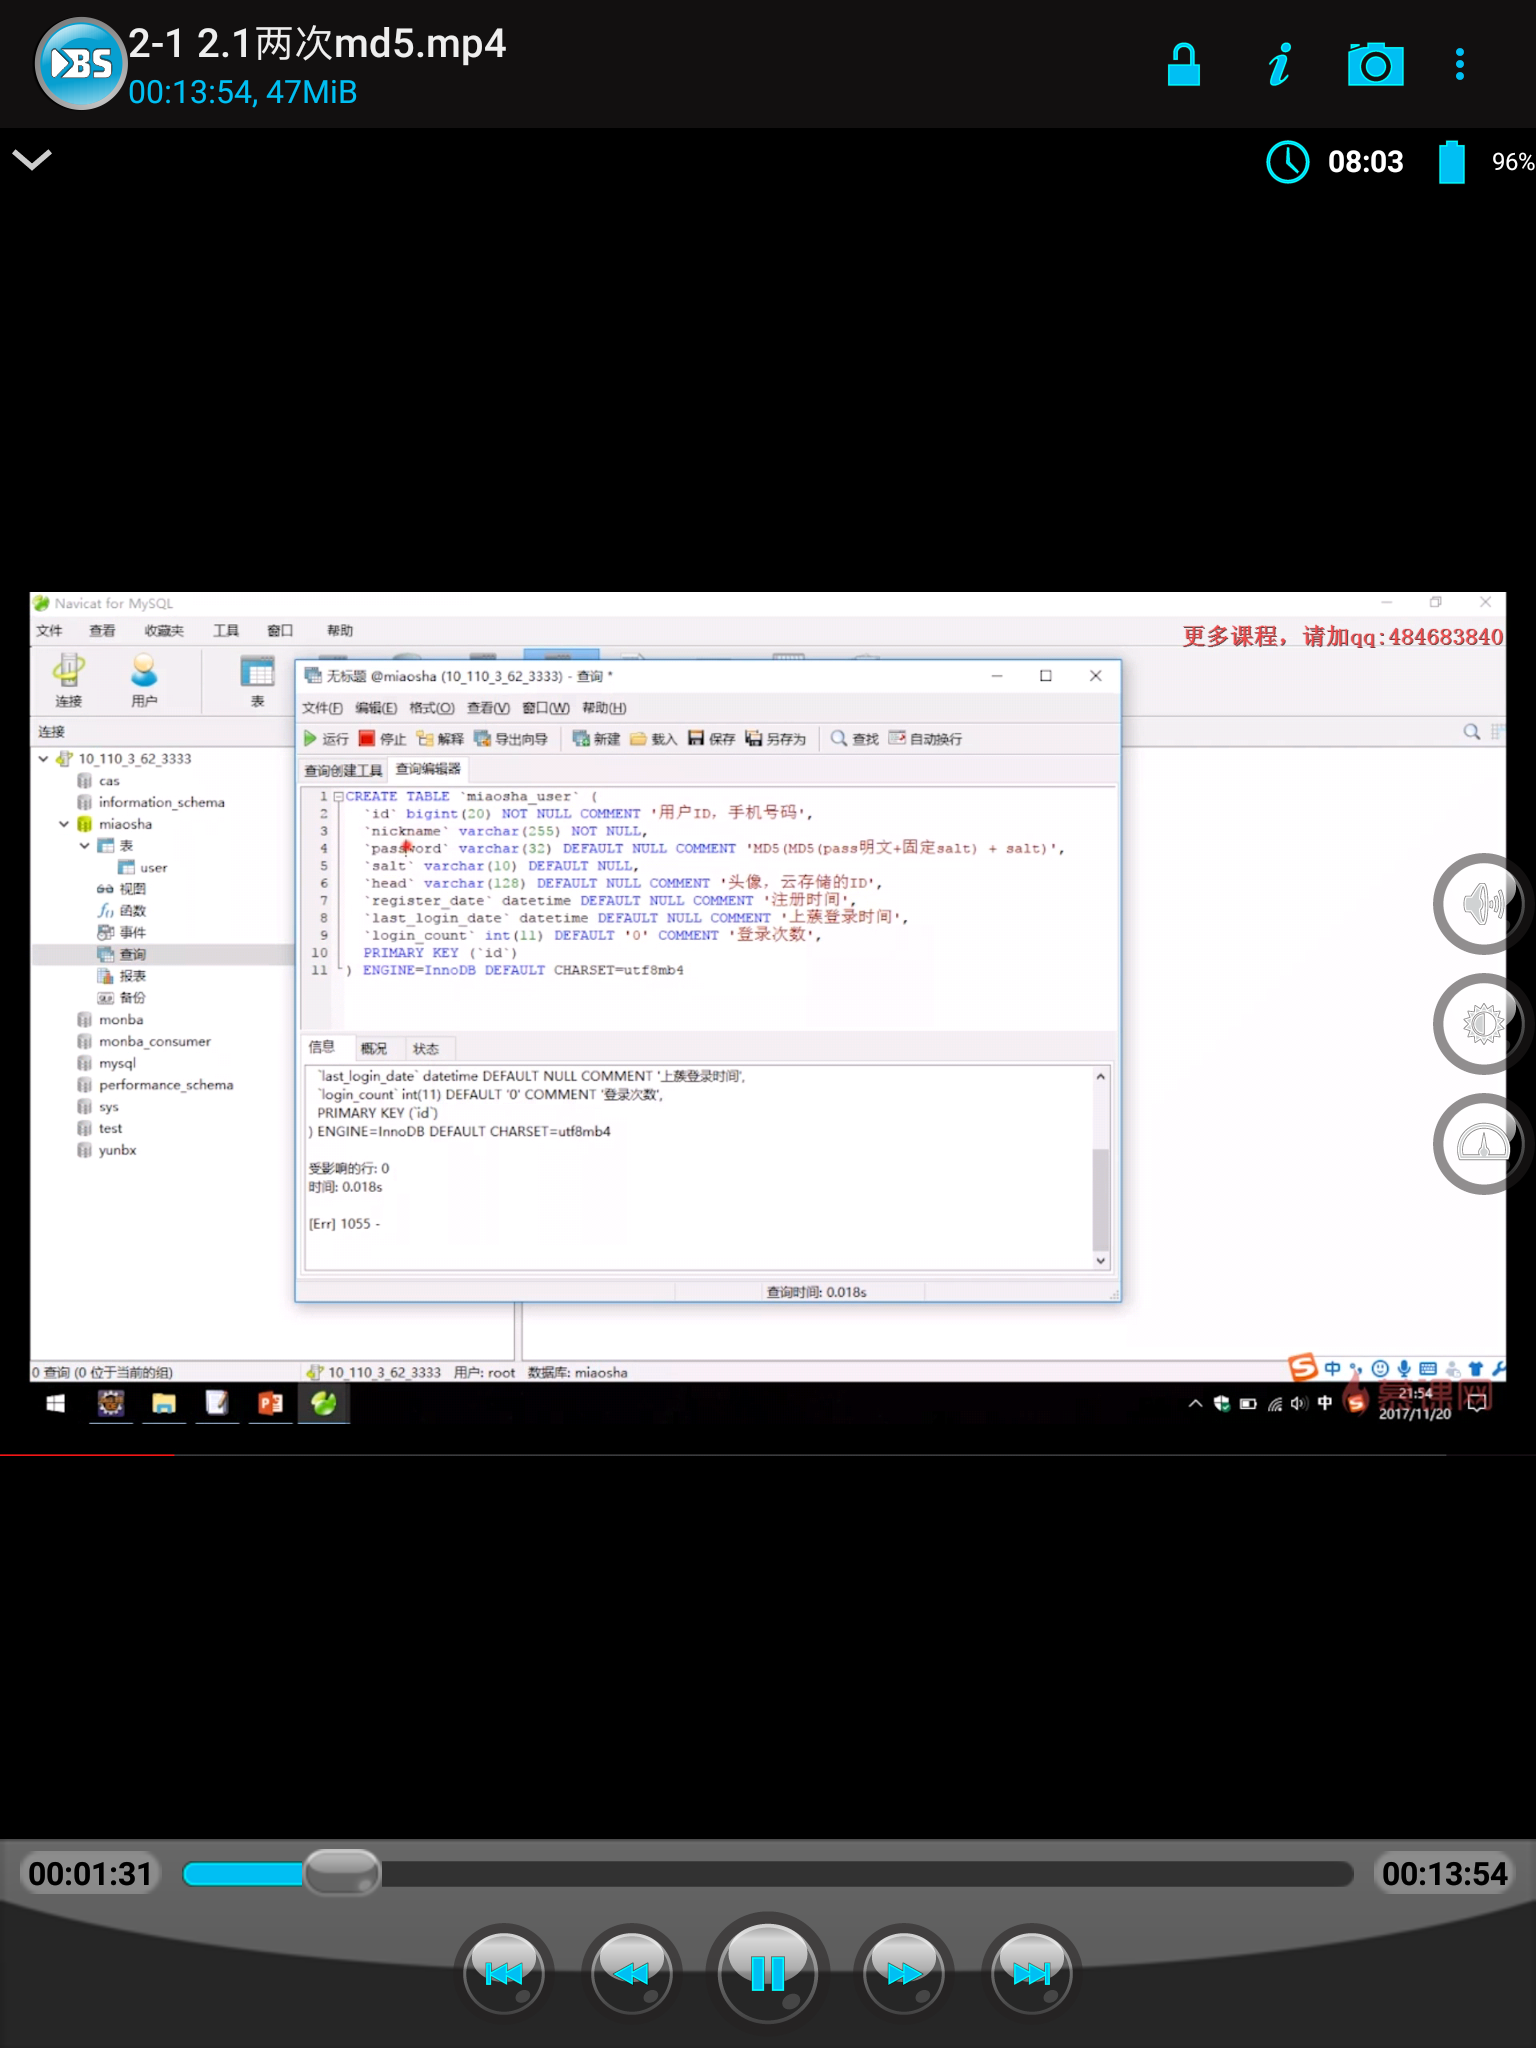 2-1 2.1两次md5.mp4
00:13:54, 47MiB
08:03
96%
Navicat for MySQL
文件 查看 收藏夹 工具 窗口 帮助
更多课程，请加qq:484683840
连接 用户 表
无标题 @miaosha (10_110_3_62_3333) - 查询 *
文件(F) 编辑(E) 格式(O) 查看(V) 窗口(W) 帮助(H)
运行 停止 解释 导出向导 新建 载入 保存 另存为 查找 自动换行
查询创建工具 查询编辑器
1 CREATE TABLE `miaosha_user` (
2 `id` bigint(20) NOT NULL COMMENT '用户ID，手机号码',
3 `nickname` varchar(255) NOT NULL,
4 `password` varchar(32) DEFAULT NULL COMMENT 'MD5(MD5(pass明文+固定salt) + salt)',
5 `salt` varchar(10) DEFAULT NULL,
6 `head` varchar(128) DEFAULT NULL COMMENT '头像，云存储的ID',
7 `register_date` datetime DEFAULT NULL COMMENT '注册时间',
8 `last_login_date` datetime DEFAULT NULL COMMENT '上蔟登录时间',
9 `login_count` int(11) DEFAULT '0' COMMENT '登录次数',
10 PRIMARY KEY (`id`)
11 ) ENGINE=InnoDB DEFAULT CHARSET=utf8mb4
信息 概况 状态
`last_login_date` datetime DEFAULT NULL COMMENT '上蔟登录时间',
`login_count` int(11) DEFAULT '0' COMMENT '登录次数',
PRIMARY KEY (`id`)
) ENGINE=InnoDB DEFAULT CHARSET=utf8mb4
受影响的行: 0
时间: 0.018s
[Err] 1055 -
查询时间: 0.018s
连接
10_110_3_62_3333
cas
information_schema
miaosha
表
user
视图
函数
事件
查询
报表
备份
monba
monba_consumer
mysql
performance_schema
sys
test
yunbx
0 查询 (0 位于当前的组) 10_110_3_62_3333 用户: root 数据库: miaosha
中
中
慕课网
21:54
2017/11/20
00:01:31
00:13:54